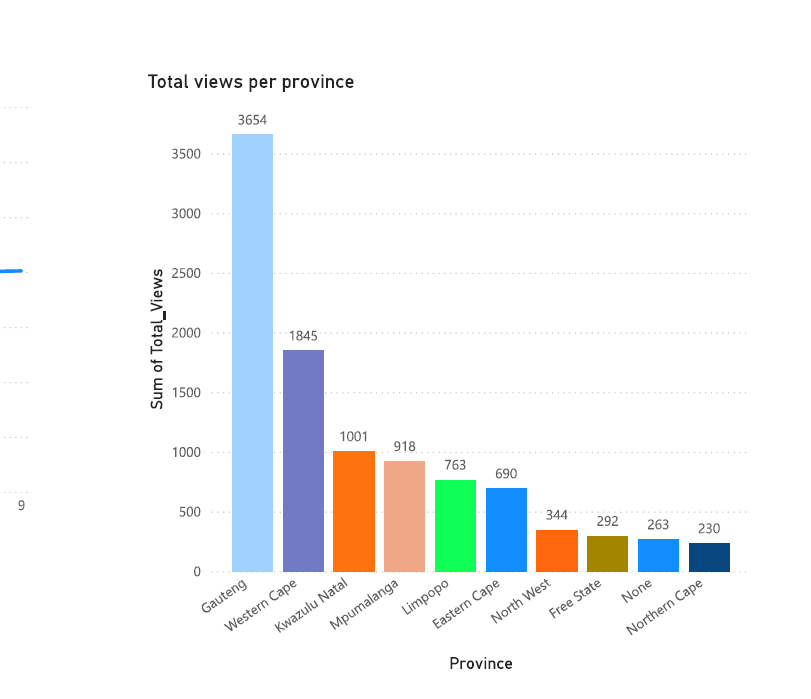 Total views per province
Sum of Total_Views
3500
3000
2500
2000
1500
1000
500
0
3654
1845
1001
918
763
690
344
292
263
230
Gauteng
Western Cape
Kwazulu Natal
Mpumalanga
Limpopo
Eastern Cape
North West
Free State
None
Northern Cape
Province
9